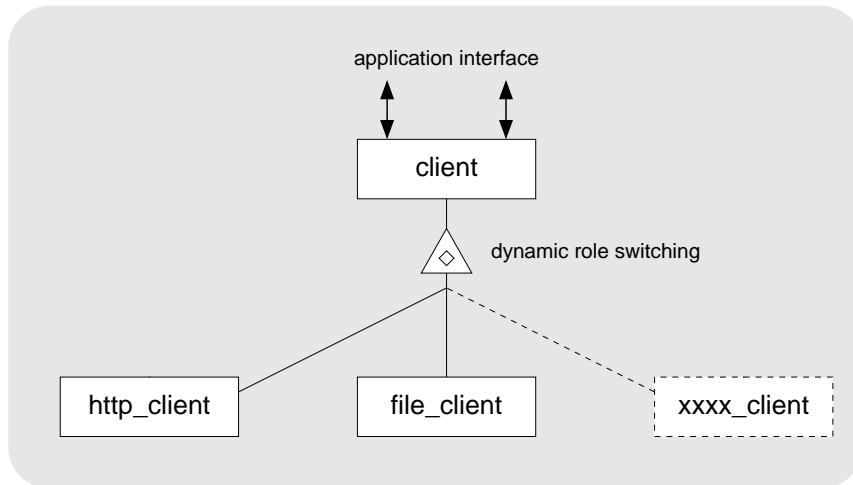 application interface
client
dynamic role switching
http_client
file_client
xxxx_client